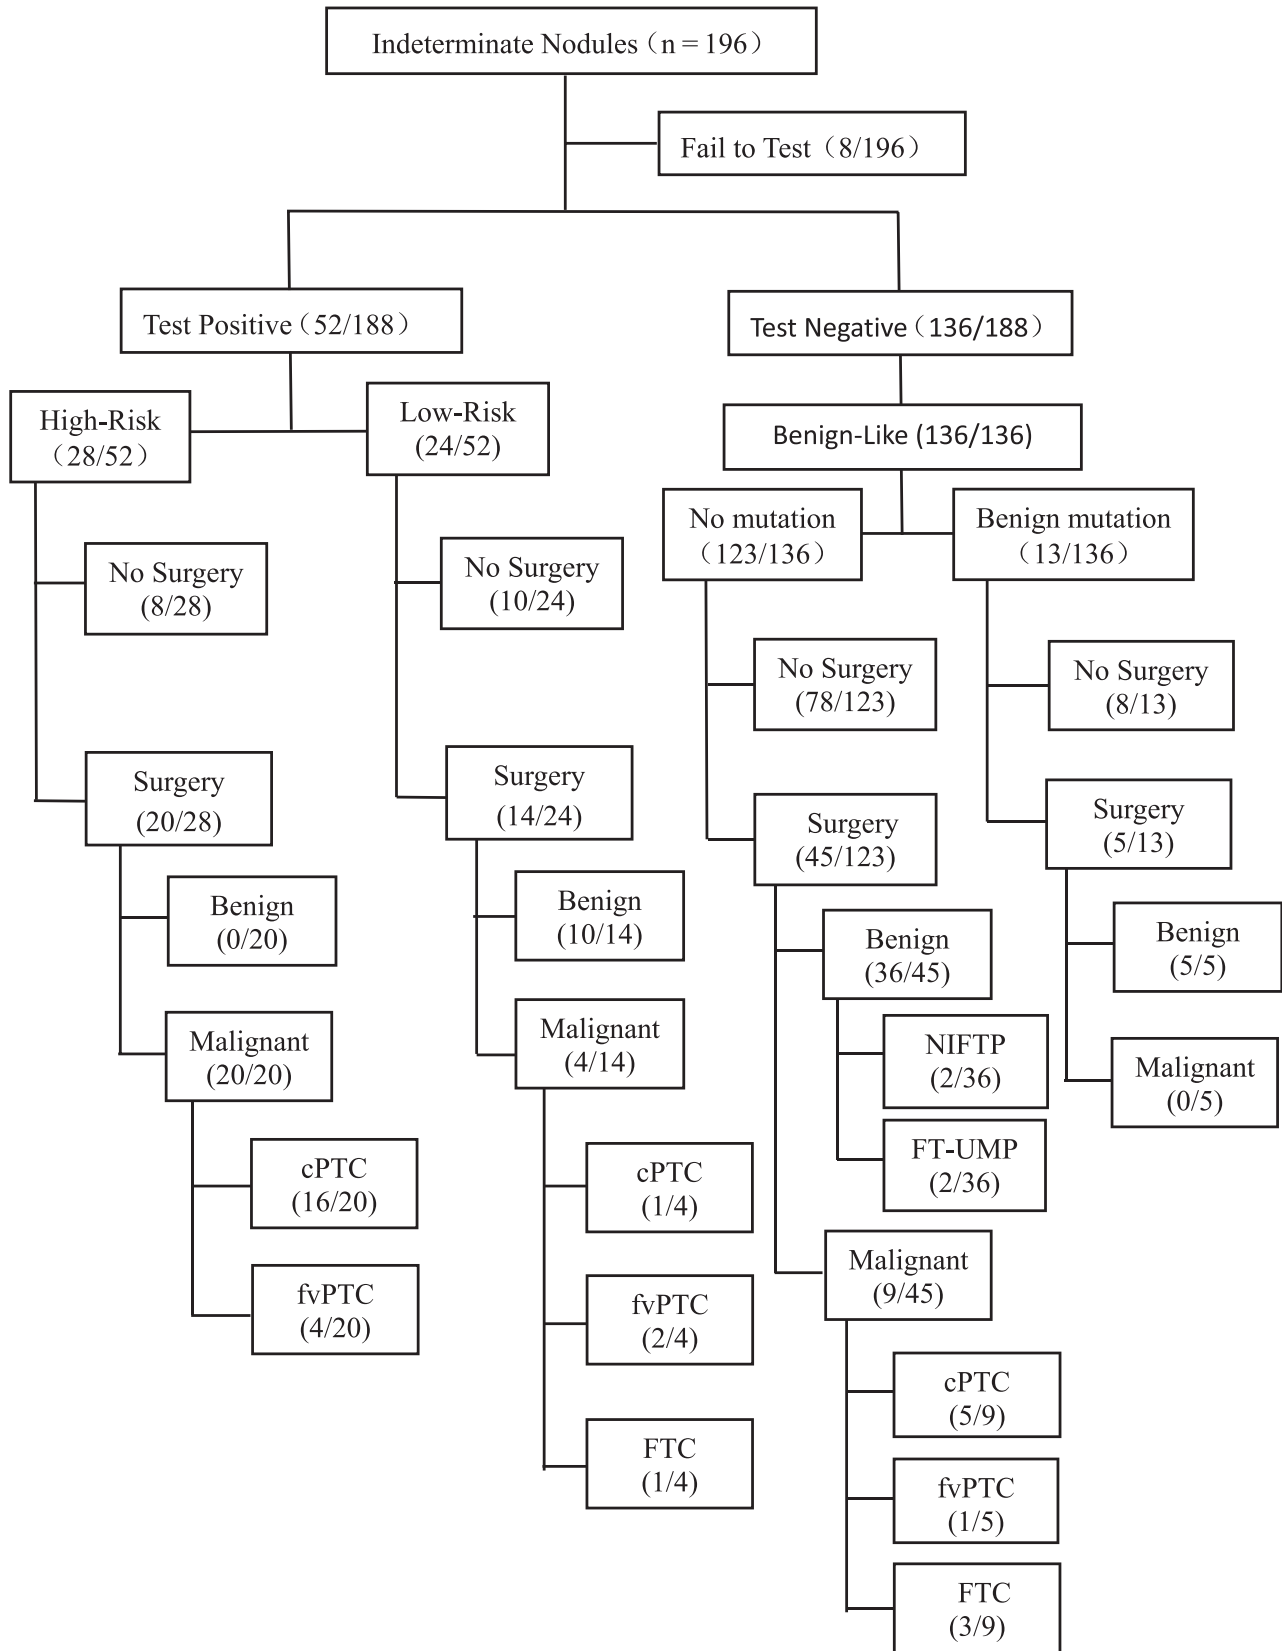 Indeterminate Nodules（n = 196）
Fail to Test（8/196）
Test Positive（52/188）
Test Negative（136/188）
High-Risk
（28/52）
Low-Risk
(24/52)
Benign-Like (136/136)
No mutation
（123/136）
Benign mutation
（13/136）
No Surgery
(8/28)
No Surgery
(10/24)
No Surgery
(78/123)
No Surgery
(8/13)
Surgery
(20/28)
Surgery
(14/24)
Surgery
(45/123)
Surgery
(5/13)
Benign
(0/20)
Benign
(10/14)
Benign
(36/45)
Benign
(5/5)
Malignant
(20/20)
Malignant
(4/14)
NIFTP
(2/36)
Malignant
(0/5)
cPTC
(16/20)
cPTC
(1/4)
FT-UMP
(2/36)
fvPTC
(4/20)
fvPTC
(2/4)
Malignant
(9/45)
FTC
(1/4)
cPTC
(5/9)
fvPTC
(1/5)
FTC
(3/9)